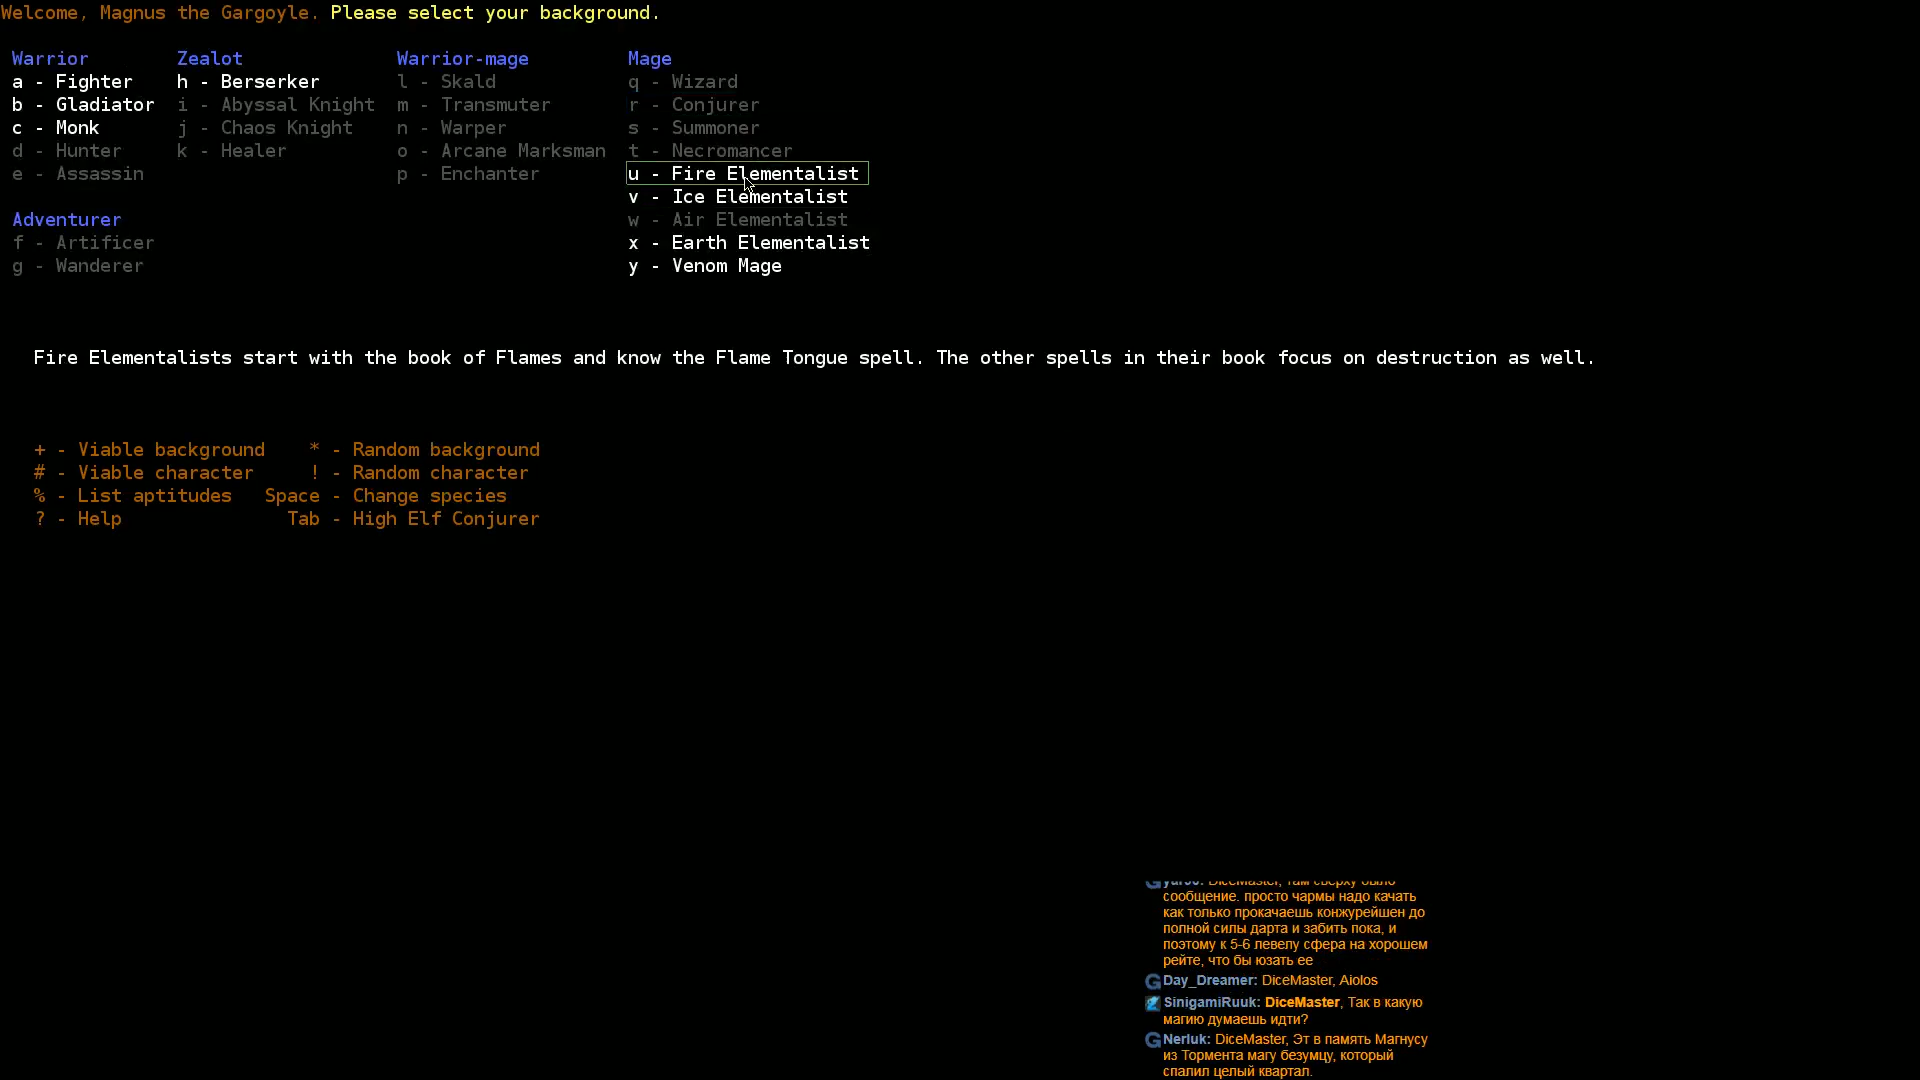 Welcome, Magnus the Gargoyle. Please select your background.
Warrior Zealot Warrior-mage Mage
a - Fighter h - Berserker l - Skald q - Wizard
b - Gladiator i - Abyssal Knight m - Transmuter r - Conjurer
c - Monk j - Chaos Knight n - Warper s - Summoner
d - Hunter k - Healer o - Arcane Marksman t - Necromancer
e - Assassin p - Enchanter u - Fire Elementalist
v - Ice Elementalist
Adventurer w - Air Elementalist
f - Artificer x - Earth Elementalist
g - Wanderer y - Venom Mage
Fire Elementalists start with the book of Flames and know the Flame Tongue spell. The other spells in their book focus on destruction as well.
+ - Viable background * - Random background
# - Viable character ! - Random character
% - List aptitudes Space - Change species
? - Help Tab - High Elf Conjurer
DiceMaster, там сверху было
сообщение. просто чармы надо качать
как только прокачаешь конжурейшен до
полной силы дарта и забить пока, и
поэтому к 5-6 левелу сфера на хорошем
рейте, что бы юзать ее
Day_Dreamer: DiceMaster, Aiolos
SinigamiRuuk: DiceMaster, Так в какую
магию думаешь идти?
Nerluk: DiceMaster, Эт в память Магнусу
из Тормента магу безумцу, который
спалил целый квартал.